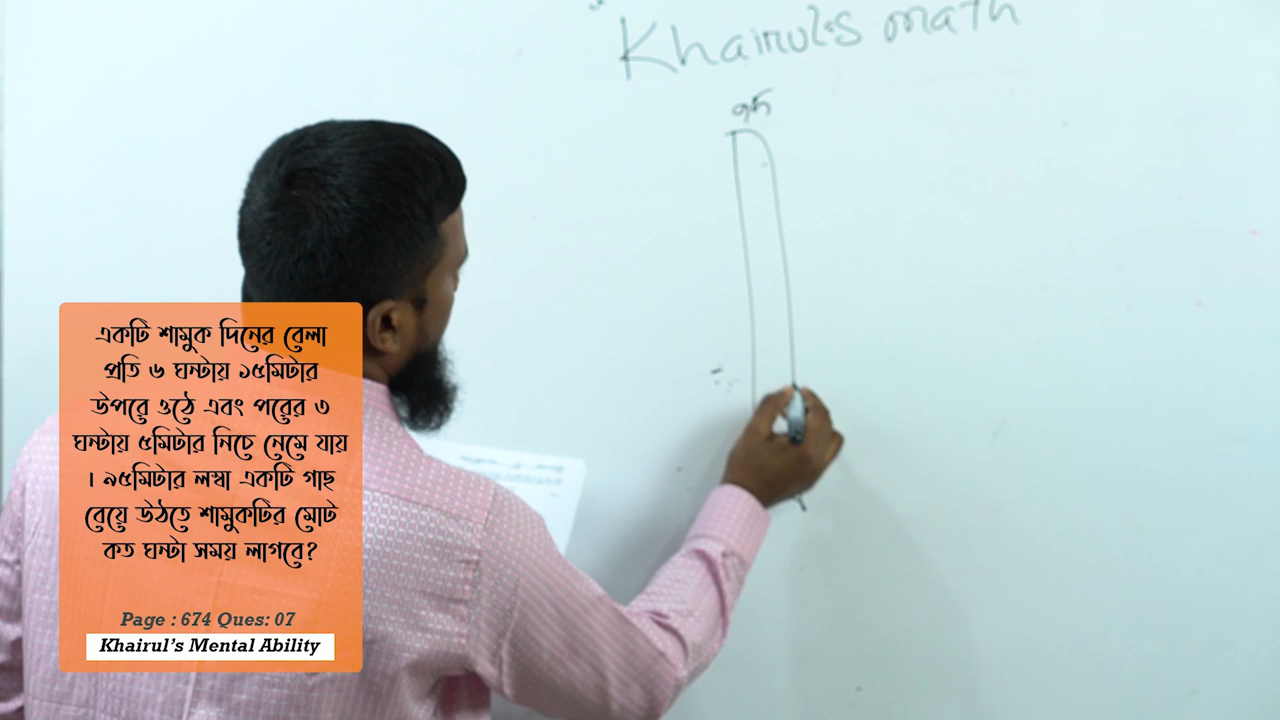 Khairul's math
৯৫
একটি শামুক দিনের বেলা
প্রতি ৬ ঘন্টায় ১৫মিটার
উপরে ওঠে এবং পরের ৩
ঘন্টায় ৫মিটার নিচে নেমে যায়
। ৯৫মিটার লম্বা একটি গাছ
বেয়ে উঠতে শামুকটির মোট
কত ঘন্টা সময় লাগবে?
Page : 674 Ques: 07
Khairul’s Mental Ability